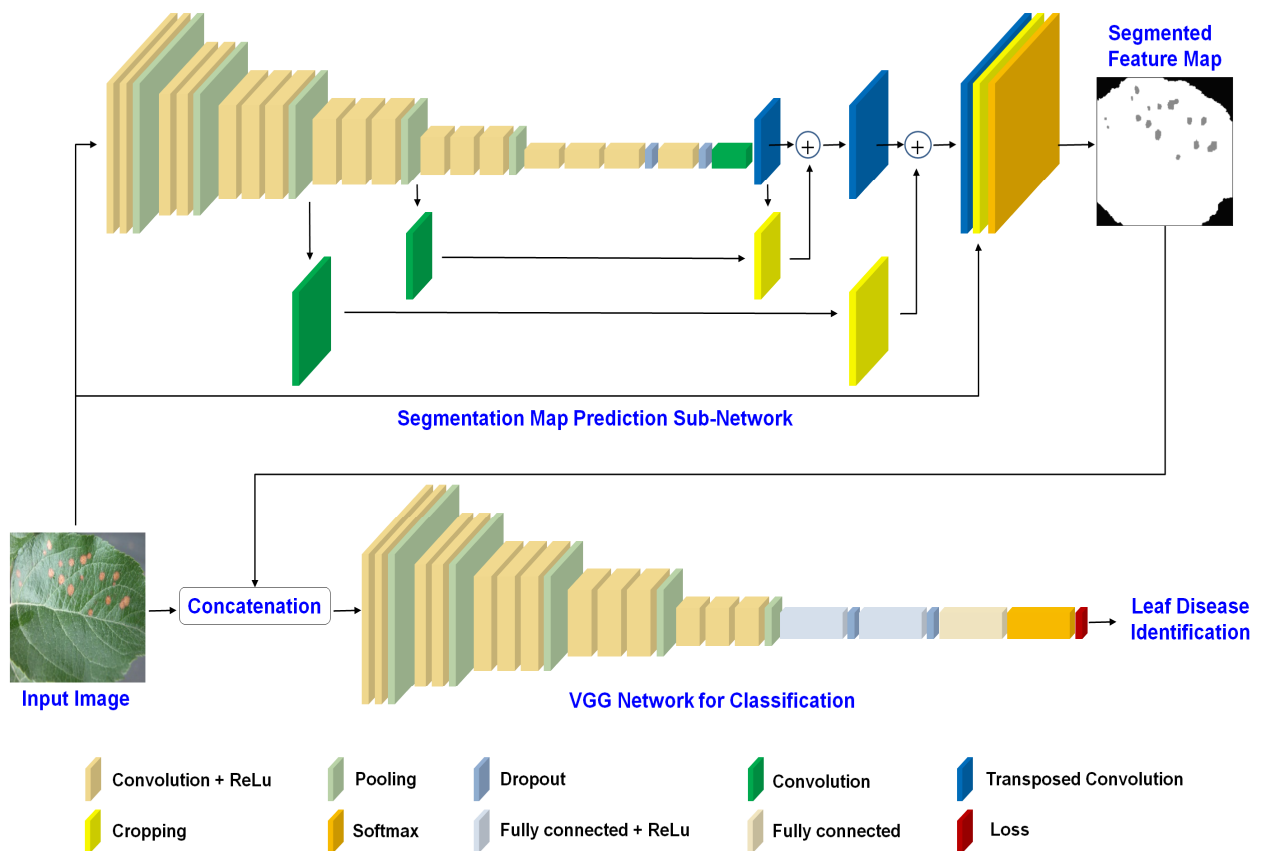 Segmented
Feature Map
+
+
Segmentation Map Prediction Sub-Network
Concatenation
Leaf Disease
Identification
Input Image
VGG Network for Classification
Convolution + ReLu
Pooling
Dropout
Convolution
Transposed Convolution
Cropping
Softmax
Fully connected + ReLu
Fully connected
Loss